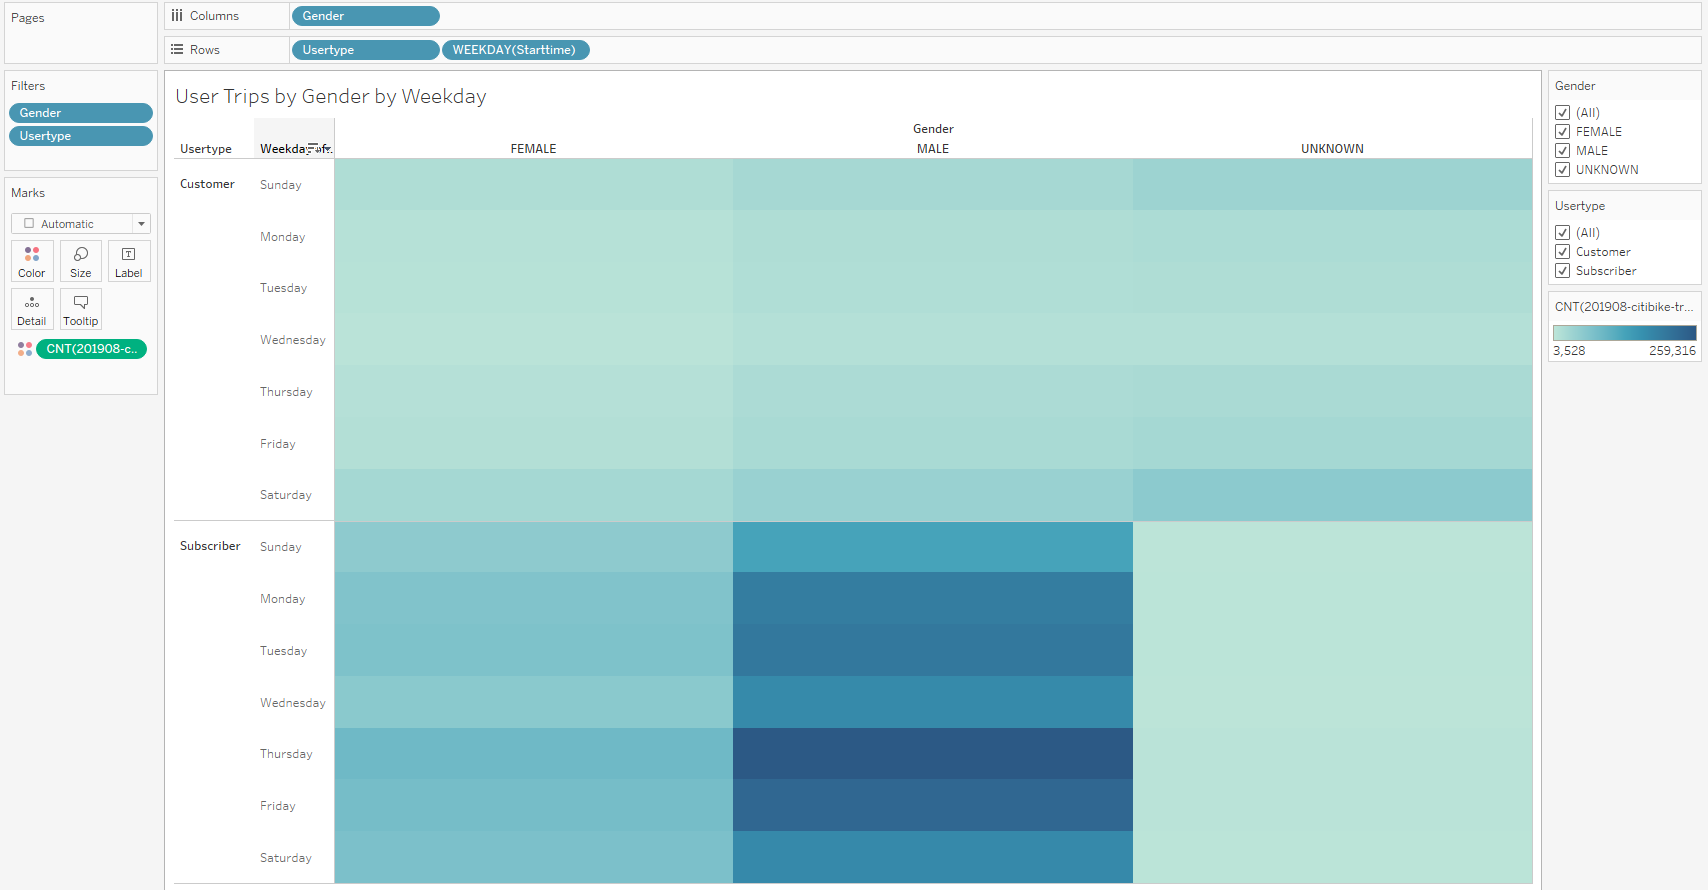 Pages
Columns
Gender
Rows
Usertype
WEEKDAY(Starttime)
Filters
Gender
Usertype
Marks
Automatic
Color
Size
Label
Detail
Tooltip
CNT(201908-c..
User Trips by Gender by Weekday
Gender
Usertype
Weekday of..
FEMALE
MALE
UNKNOWN
Customer
Sunday
Monday
Tuesday
Wednesday
Thursday
Friday
Saturday
Subscriber
Sunday
Monday
Tuesday
Wednesday
Thursday
Friday
Saturday
Gender
(All)
FEMALE
MALE
UNKNOWN
Usertype
(All)
Customer
Subscriber
CNT(201908-citibike-tr...
3,528
259,316